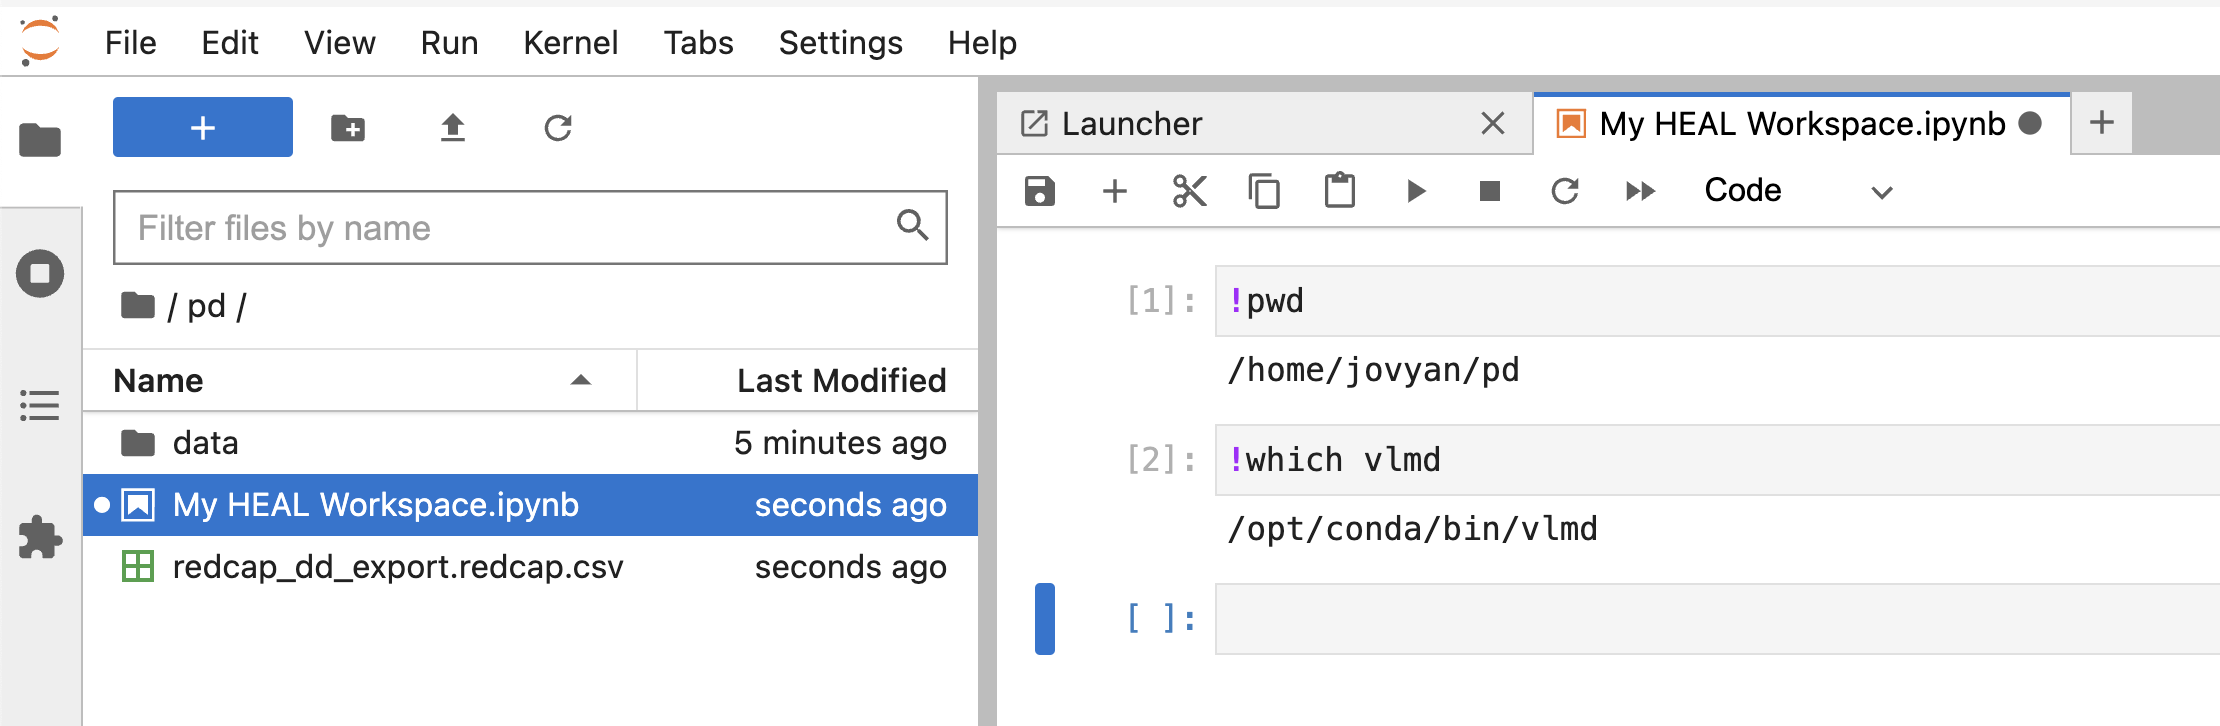 File Edit View Run Kernel Tabs Settings Help
+
Filter files by name
/ pd /
Name Last Modified
data 5 minutes ago
My HEAL Workspace.ipynb seconds ago
redcap_dd_export.redcap.csv seconds ago
Launcher My HEAL Workspace.ipynb
Code
[1]: !pwd
/home/jovyan/pd
[2]: !which vlmd
/opt/conda/bin/vlmd
[ ]: